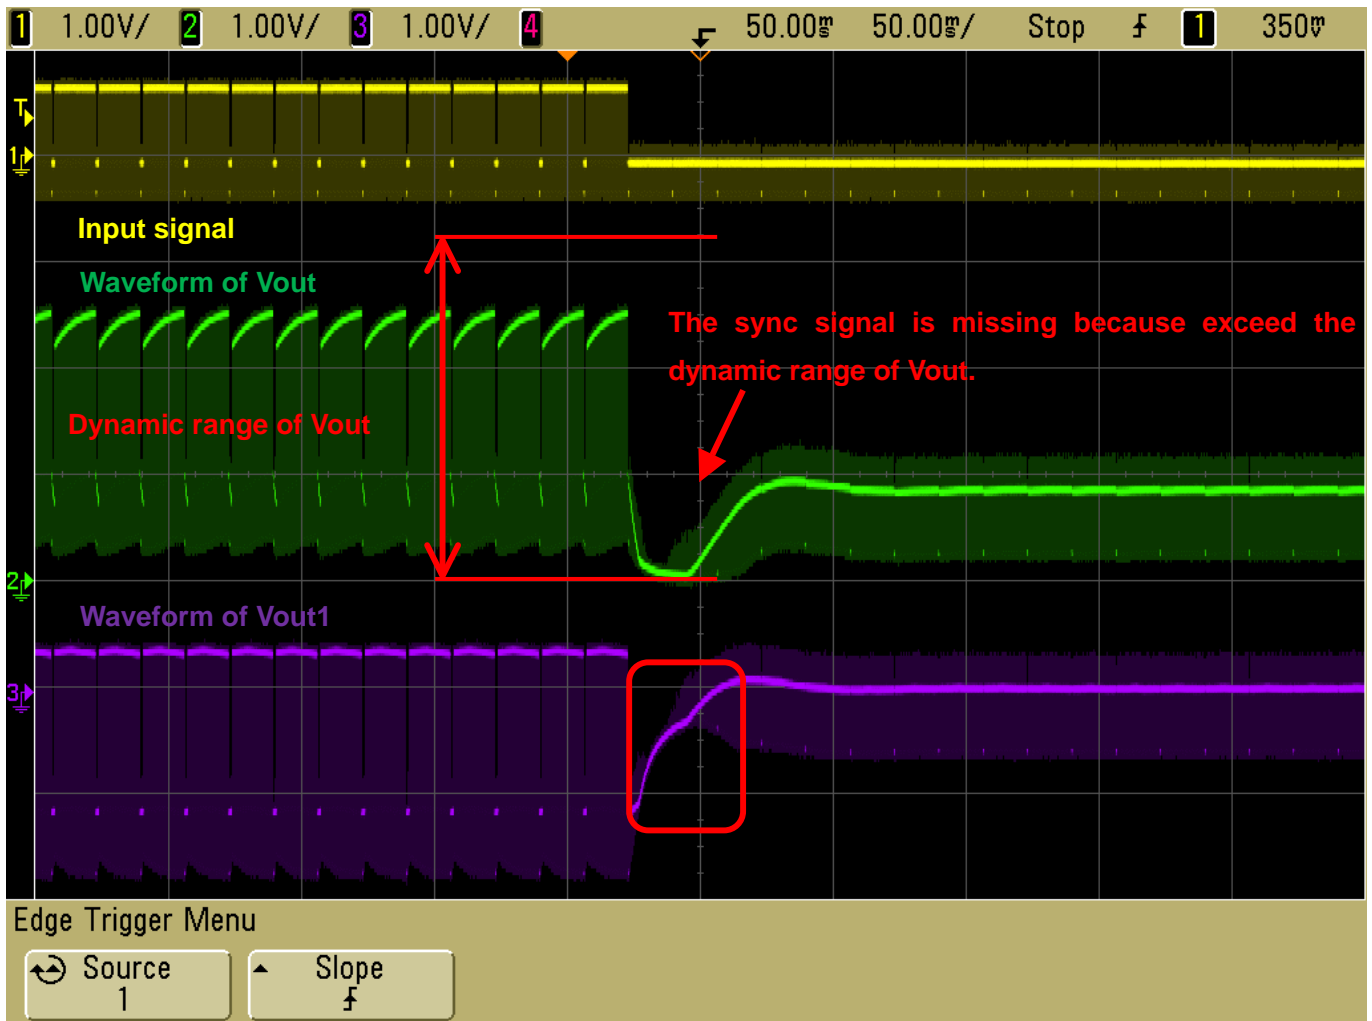 1 1.00V/ 2 1.00V/ 3 1.00V/ 4 50.00ms 50.00ms/ Stop 1 350mV
T
1
Input signal
Waveform of Vout
The sync signal is missing because exceed the
dynamic range of Vout.
Dynamic range of Vout
2
Waveform of Vout1
3
Edge Trigger Menu
Source
1
Slope